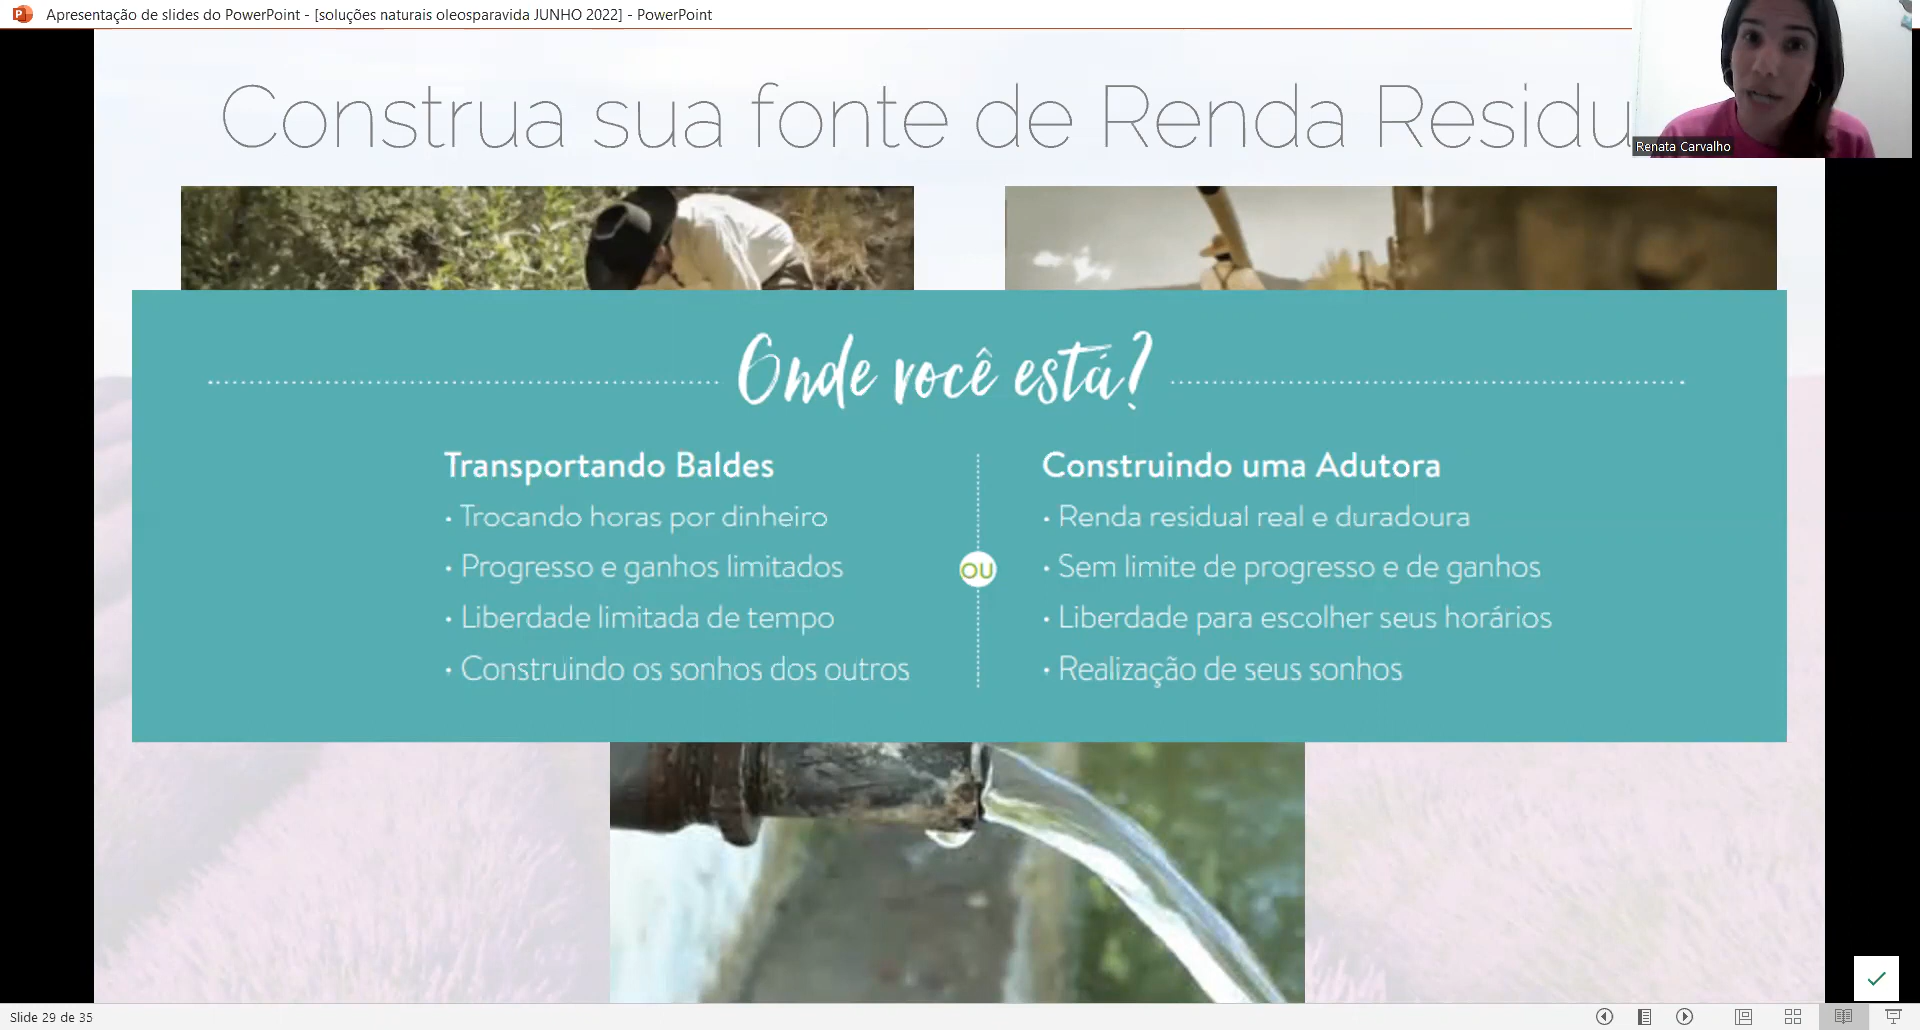 Apresentação de slides do PowerPoint - [soluções naturais oleosparavida JUNHO 2022] - PowerPoint
Construa sua fonte de Renda Residu
Renata Carvalho
Onde você está?
Transportando Baldes
• Trocando horas por dinheiro
• Progresso e ganhos limitados
• Liberdade limitada de tempo
• Construindo os sonhos dos outros
OU
Construindo uma Adutora
• Renda residual real e duradoura
• Sem limite de progresso e de ganhos
• Liberdade para escolher seus horários
• Realização de seus sonhos
Slide 29 de 35